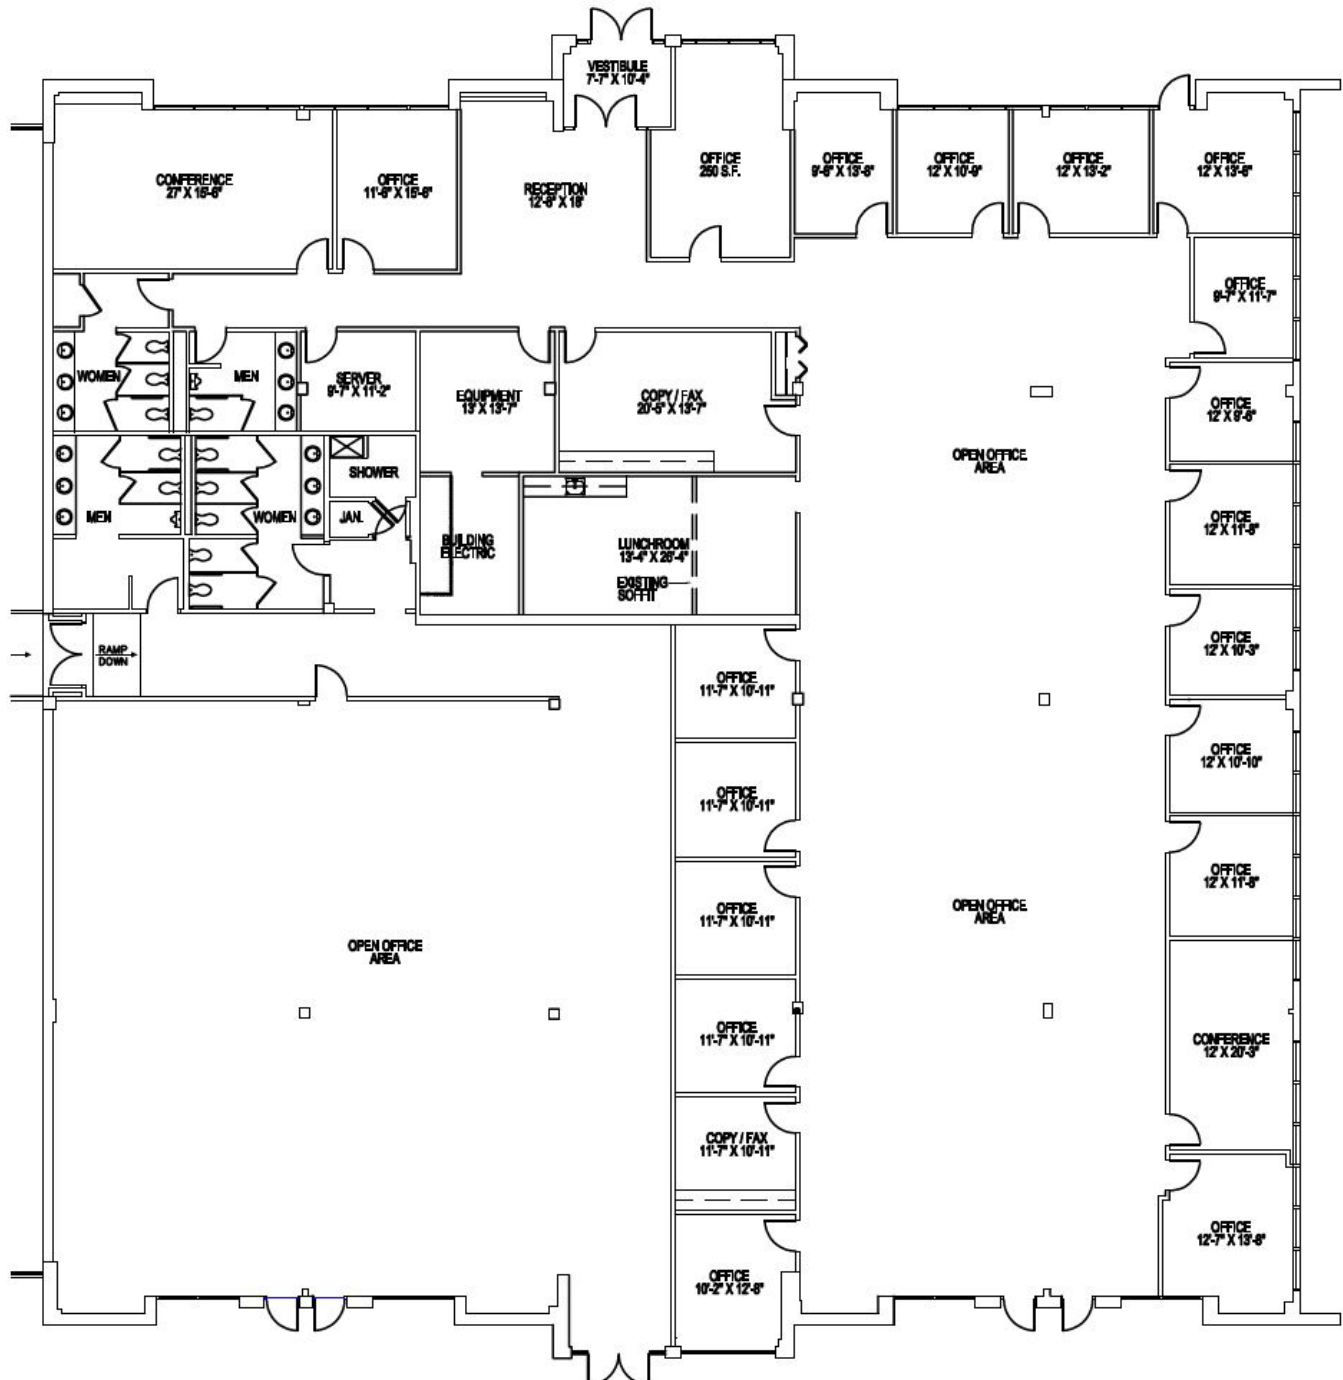 VESTIBULE
7'-7" X 10'-4"
CONFERENCE
27' X 15'-6"
OFFICE
11'-6" X 15'-6"
RECEPTION
12'-8" X 18'
OFFICE
250 S.F.
OFFICE
9'-6" X 13'-6"
OFFICE
12' X 10'-9"
OFFICE
12' X 13'-2"
OFFICE
12' X 13'-6"
OFFICE
9'-7" X 11'-7"
WOMEN
MEN
SERVER
9'-7" X 11'-2"
EQUIPMENT
13' X 13'-7"
COPY / FAX
20'-5" X 13'-7"
OFFICE
12' X 9'-6"
OPEN OFFICE
AREA
SHOWER
MEN
WOMEN
JAN.
BUILDING
ELECTRIC
LUNCHROOM
13'-4" X 26'-4"
EXISTING
SOFFIT
OFFICE
12' X 11'-8"
RAMP
DOWN
OFFICE
12' X 10'-3"
OFFICE
11'-7" X 10'-11"
OFFICE
12' X 10'-10"
OFFICE
11'-7" X 10'-11"
OFFICE
12' X 11'-8"
OFFICE
11'-7" X 10'-11"
OPEN OFFICE
AREA
OPEN OFFICE
AREA
OFFICE
11'-7" X 10'-11"
CONFERENCE
12' X 20'-3"
COPY / FAX
11'-7" X 10'-11"
OFFICE
12'-7" X 13'-8"
OFFICE
10'-2" X 12'-8"